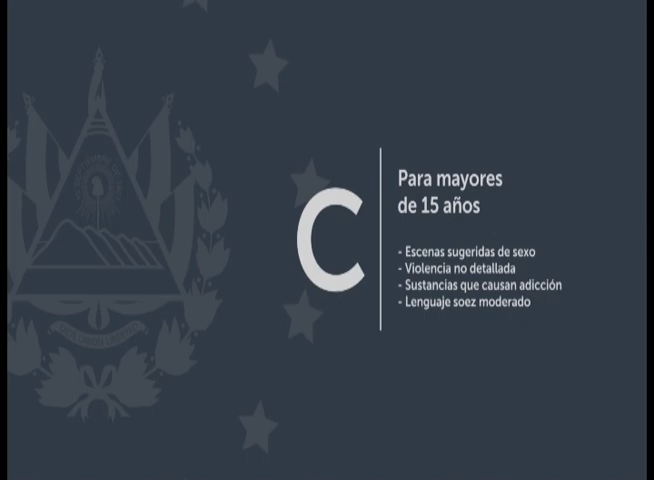 C
Para mayores
de 15 años
- Escenas sugeridas de sexo
- Violencia no detallada
- Sustancias que causan adicción
- Lenguaje soez moderado